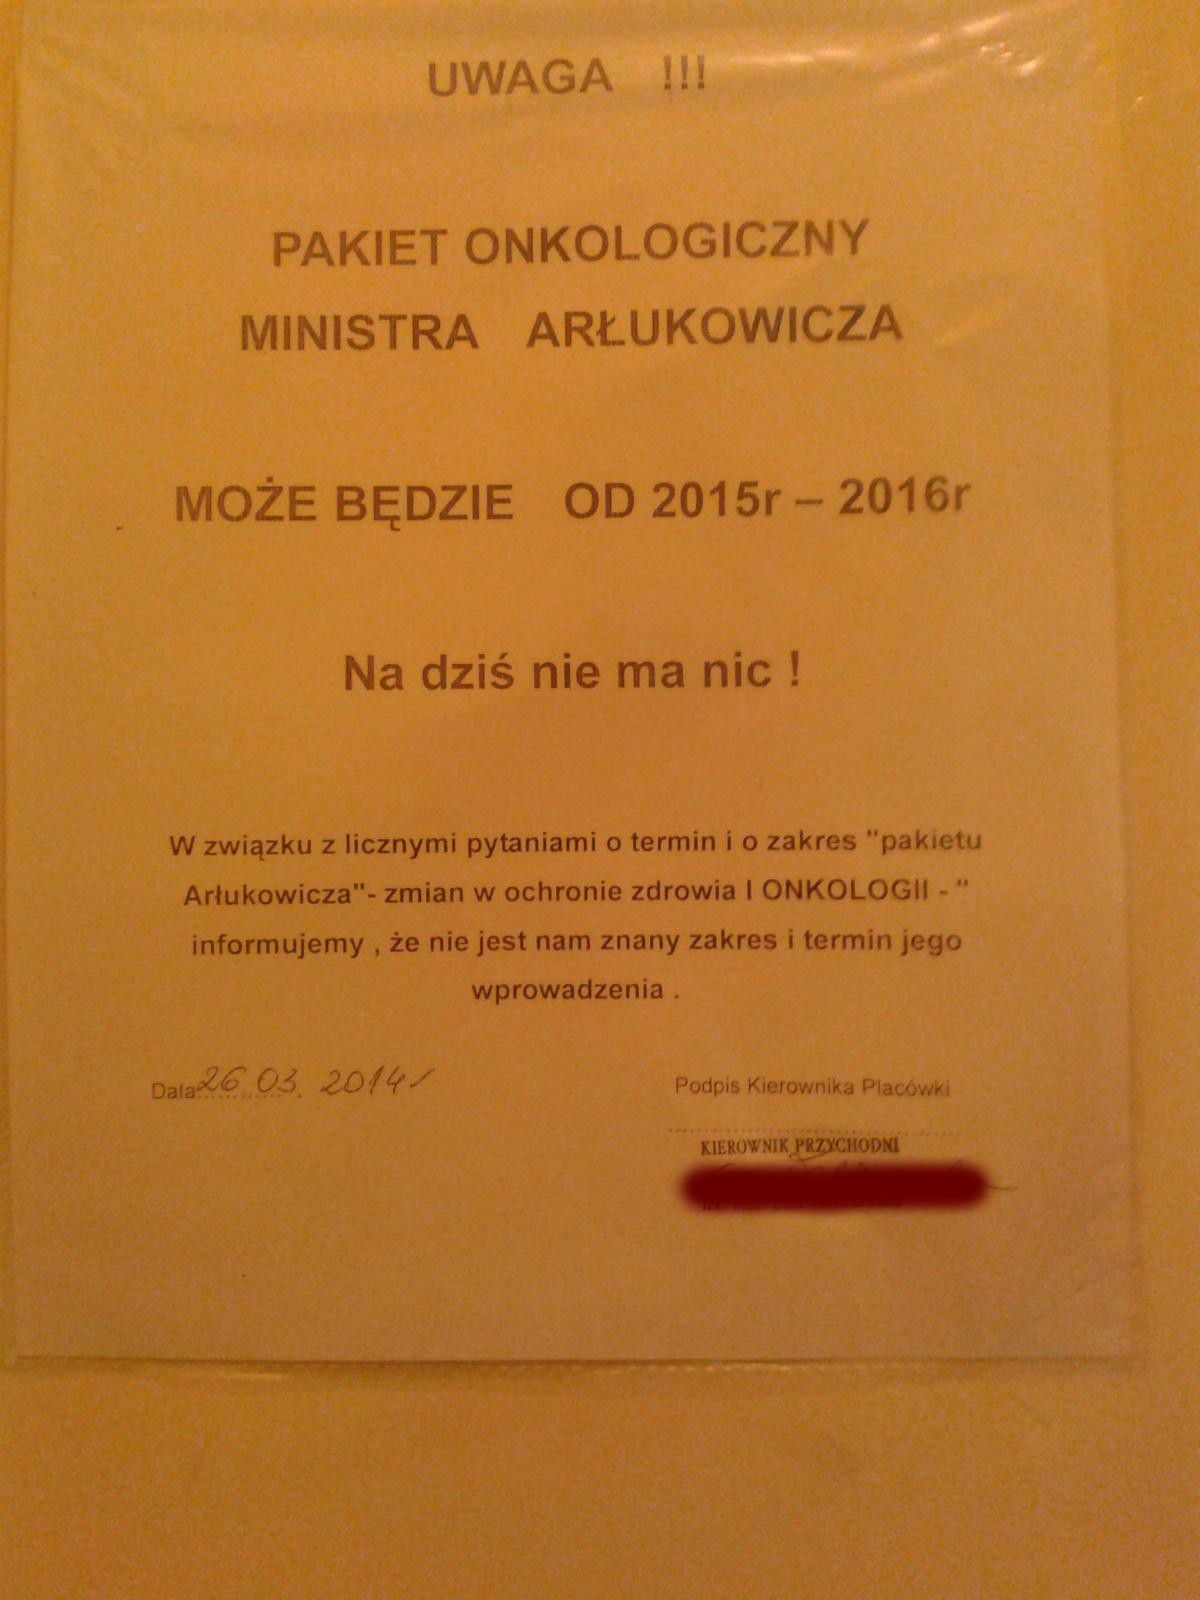 UWAGA !!!
PAKIET ONKOLOGICZNY
MINISTRA ARŁUKOWICZA
MOŻE BĘDZIE OD 2015r – 2016r
Na dziś nie ma nic !
W związku z licznymi pytaniami o termin i o zakres "pakietu
Arłukowicza"- zmian w ochronie zdrowia I ONKOLOGII - "
informujemy , że nie jest nam znany zakres i termin jego
wprowadzenia .
Data 26.03. 2014r
Podpis Kierownika Placówki
KIEROWNIK PRZYCHODNI